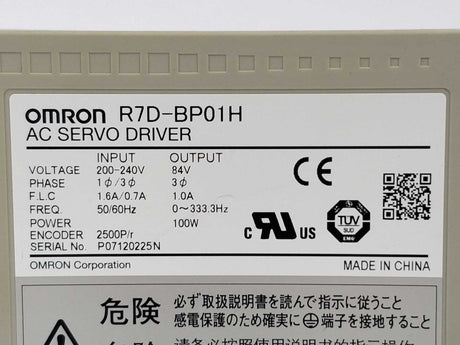 OMRON R7D-BP01H
AC SERVO DRIVER
INPUT OUTPUT
VOLTAGE 200-240V 84V
PHASE 1φ/3φ 3φ
F.L.C 1.6A/0.7A 1.0A
FREQ. 50/60Hz 0～333.3Hz
POWER 100W
ENCODER 2500P/r
SERIAL No. P07120225N
CE
c UL US
TÜV
SÜD
OMRON Corporation MADE IN CHINA
危険 必ず取扱説明書を読んで指示に従うこと
感電保護のため確実に⏚端子を接地すること